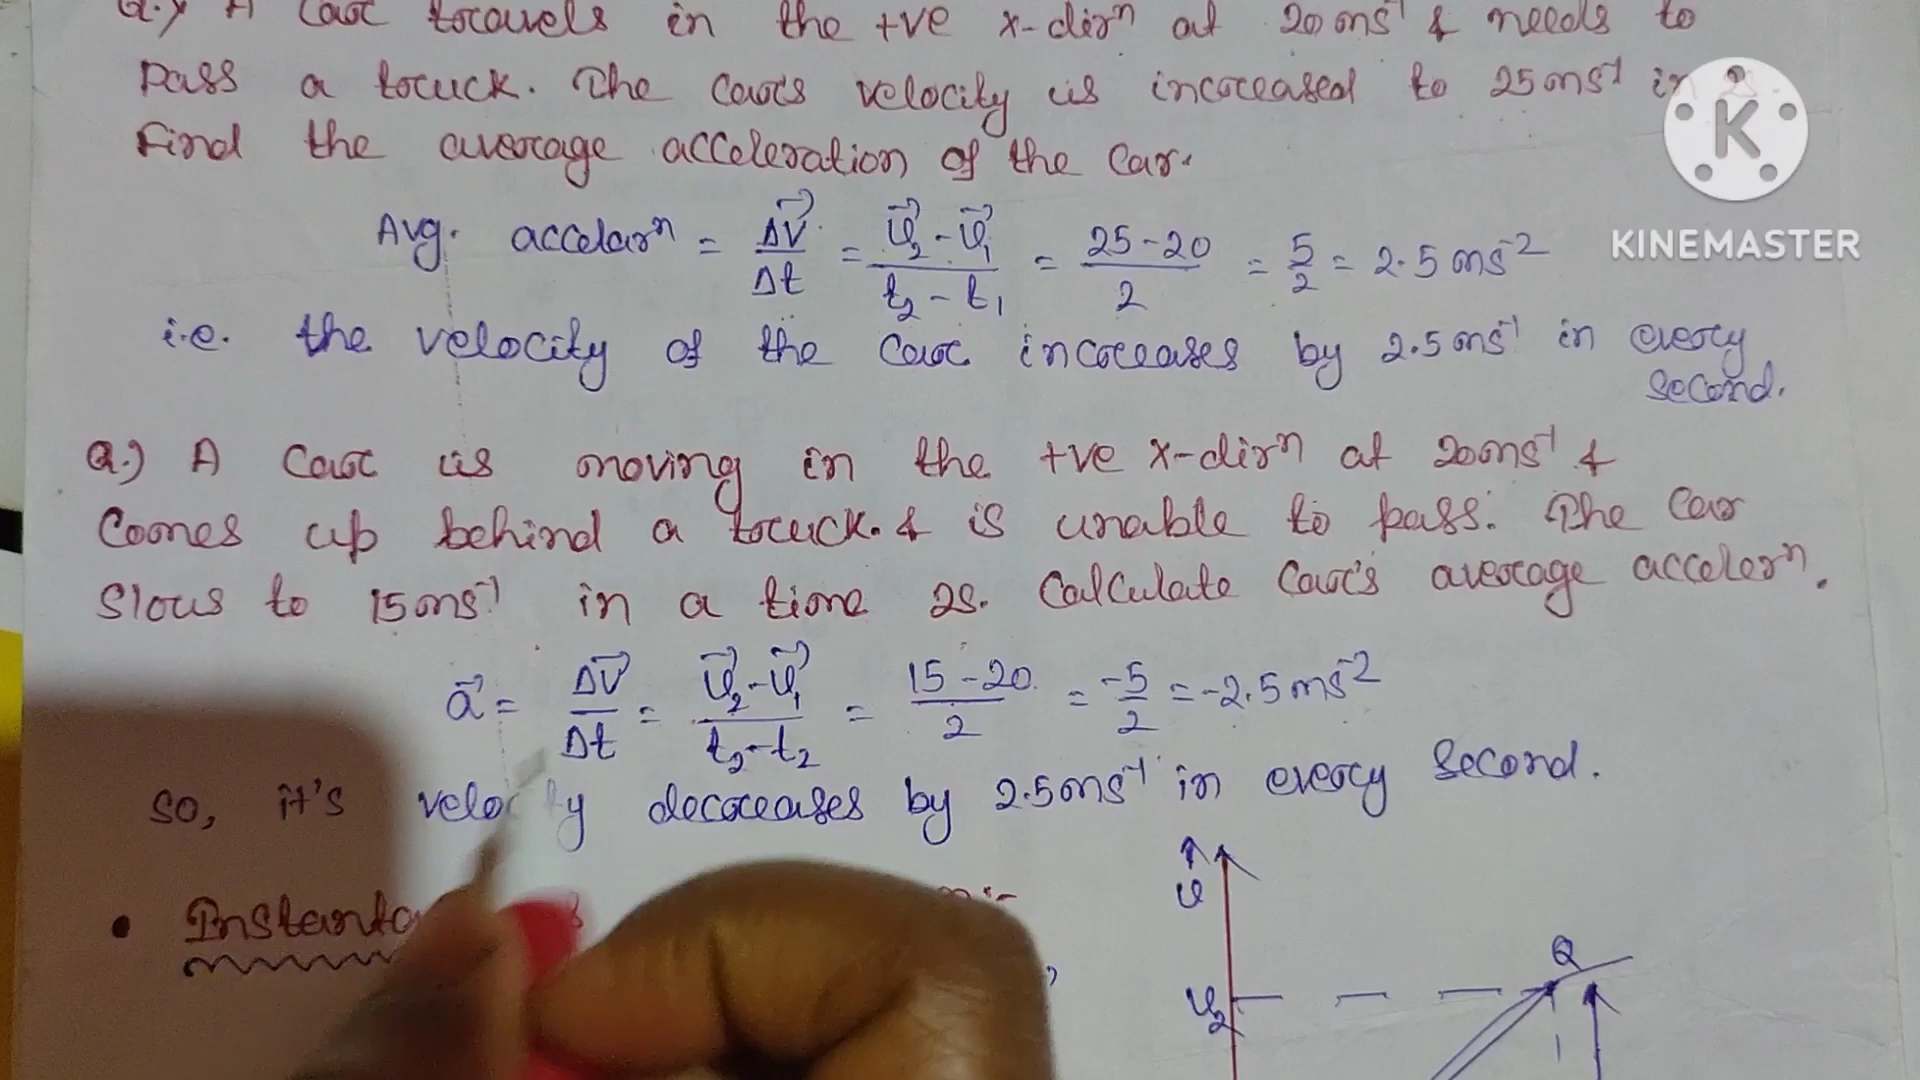 Q.) A car travels in the +ve x-dirⁿ at 20 ms⁻¹ & needs to
pass a truck. The car's velocity is increased to 25 ms⁻¹ in 2s.
Find the average acceleration of the car.
Avg. accelarⁿ = Δv⃗/Δt = (v⃗₂ - v⃗₁)/(t₂ - t₁) = (25 - 20)/2 = 5/2 = 2.5 ms⁻²
i.e. the velocity of the car increases by 2.5 ms⁻¹ in every
second.
Q.) A car is moving in the +ve x-dirⁿ at 20 ms⁻¹ &
comes up behind a truck. & is unable to pass. The car
slows to 15 ms⁻¹ in a time 2s. Calculate car's average accelerⁿ.
a⃗ = Δv⃗/Δt = (v⃗₂ - v⃗₁)/(t₂ - t₂) = (15 - 20)/2 = -5/2 = -2.5 ms⁻²
So, it's velocity decreases by 2.5 ms⁻¹ in every second.
v
• 
Q
v₂
KINEMASTER